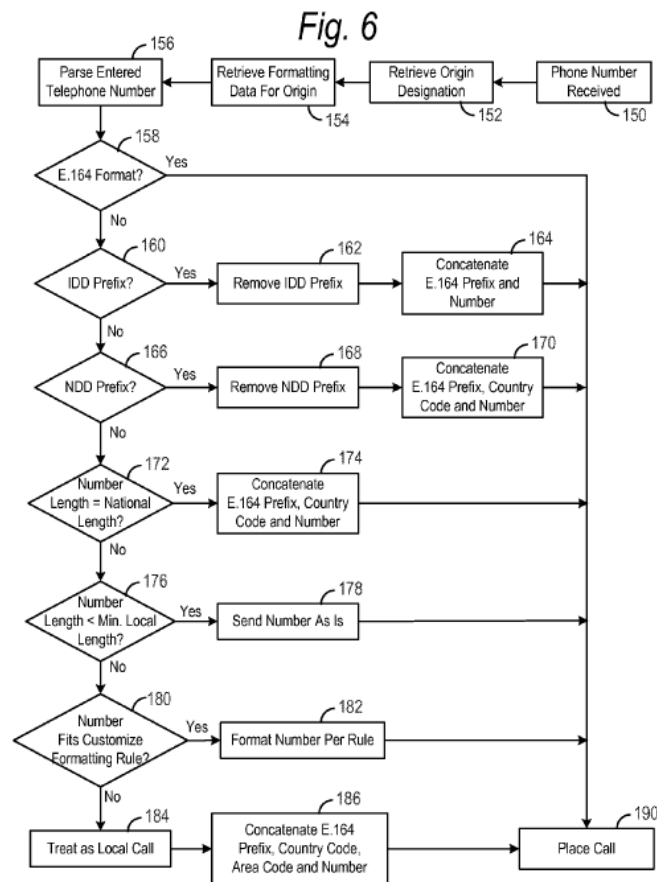 Fig. 6
156
Parse Entered
Telephone Number
Retrieve Formatting
Data For Origin
154
Retrieve Origin
Designation
152
Phone Number
Received
150
158
E.164 Format?
Yes
No
160
IDD Prefix?
Yes
162
Remove IDD Prefix
164
Concatenate
E.164 Prefix and
Number
No
166
NDD Prefix?
Yes
168
Remove NDD Prefix
170
Concatenate
E.164 Prefix, Country
Code and Number
No
172
Number
Length = National
Length?
Yes
174
Concatenate
E.164 Prefix, Country
Code and Number
No
176
Number
Length < Min. Local
Length?
Yes
178
Send Number As Is
No
180
Number
Fits Customize
Formatting Rule?
Yes
182
Format Number Per Rule
No
184
Treat as Local Call
186
Concatenate E.164
Prefix, Country Code,
Area Code and Number
190
Place Call